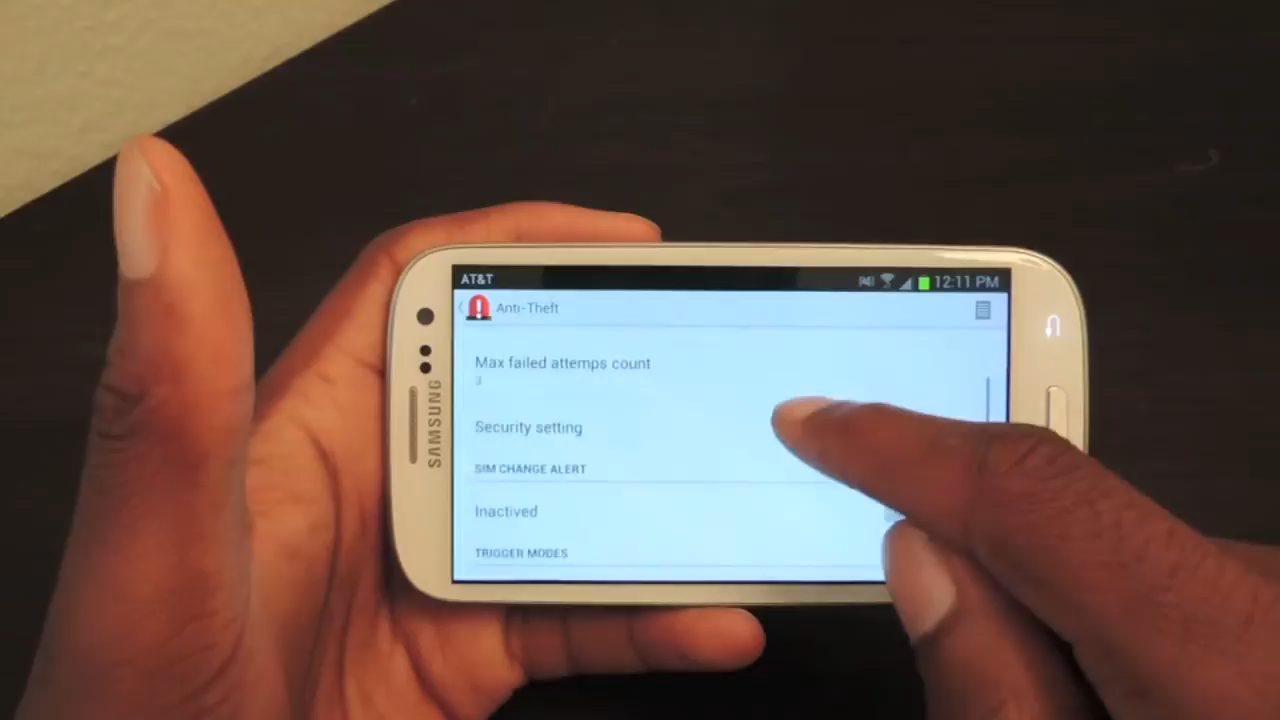 AT&T
12:11 PM
Anti-Theft
Max failed attemps count
3
Security setting
SIM CHANGE ALERT
Inactived
TRIGGER MODES
SAMSUNG